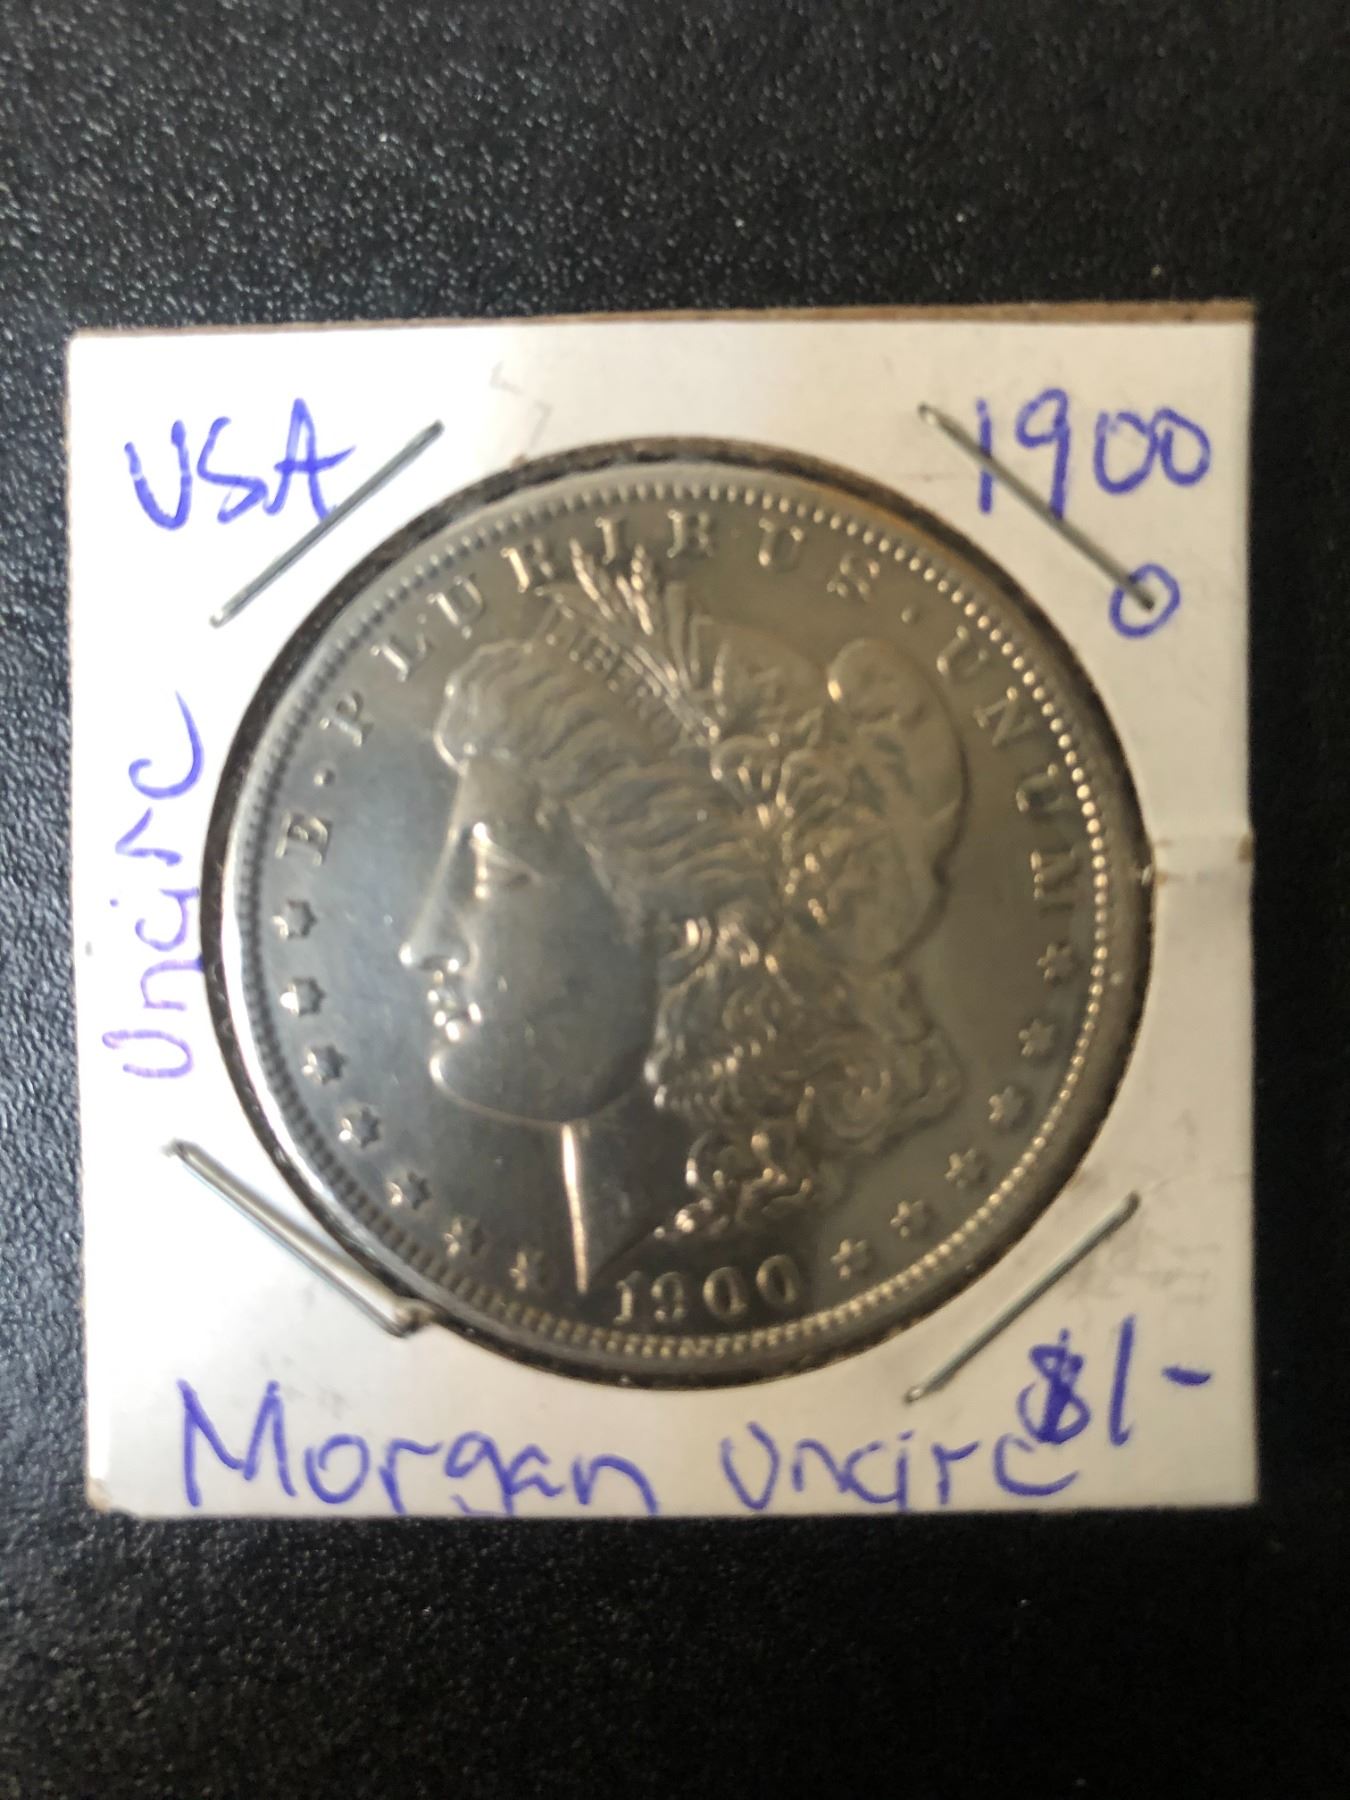 USA
1900
O
Uncirc
E·PLURIBUS·UNUM
LIBERTY
1900
$1-
Morgan Uncirc